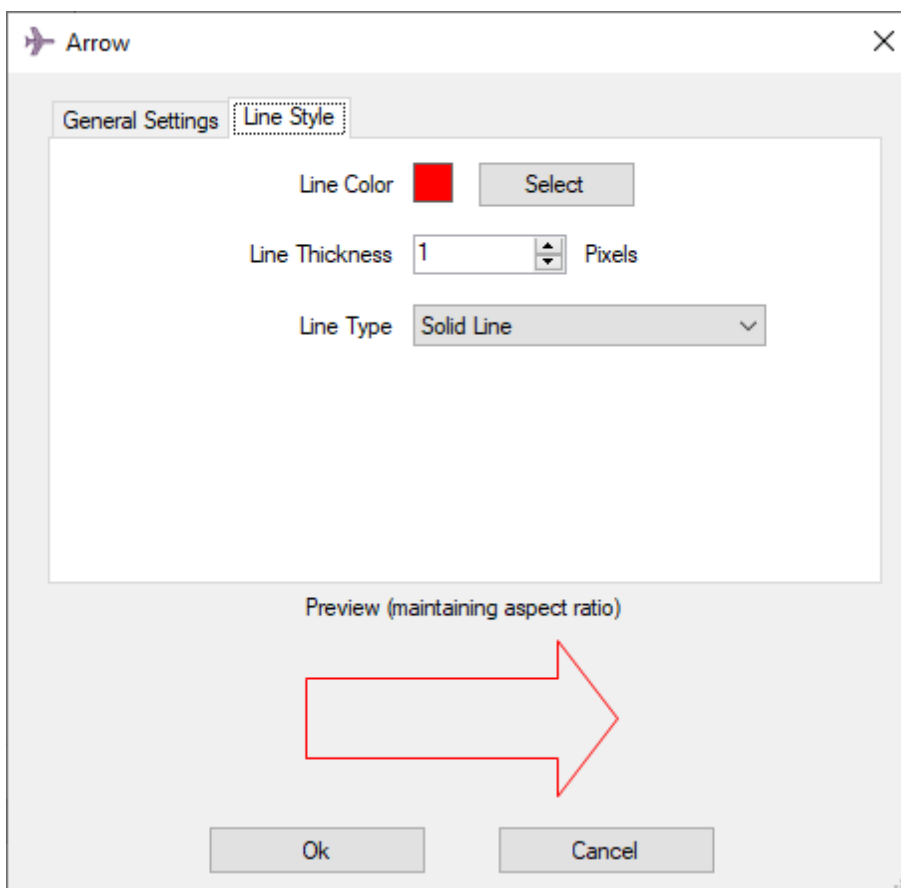 Arrow
General Settings
Line Style
Line Color
Select
Line Thickness
1
Pixels
Line Type
Solid Line
Preview (maintaining aspect ratio)
Ok
Cancel